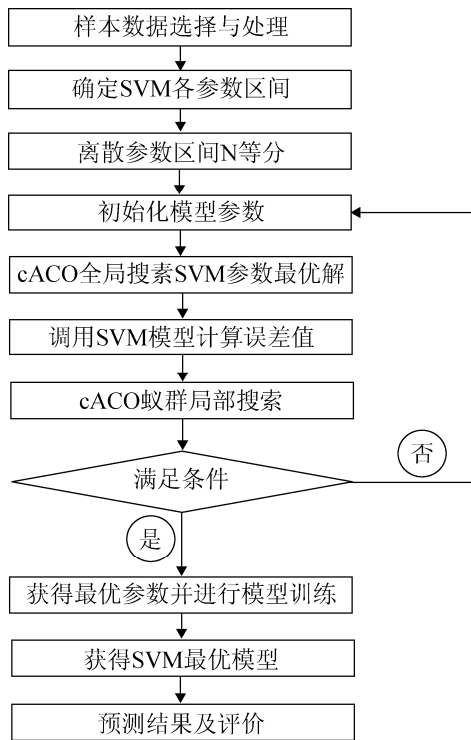 样本数据选择与处理
确定SVM各参数区间
离散参数区间N等分
初始化模型参数
cACO全局搜素SVM参数最优解
调用SVM模型计算误差值
cACO蚁群局部搜索
满足条件
否
是
获得最优参数并进行模型训练
获得SVM最优模型
预测结果及评价